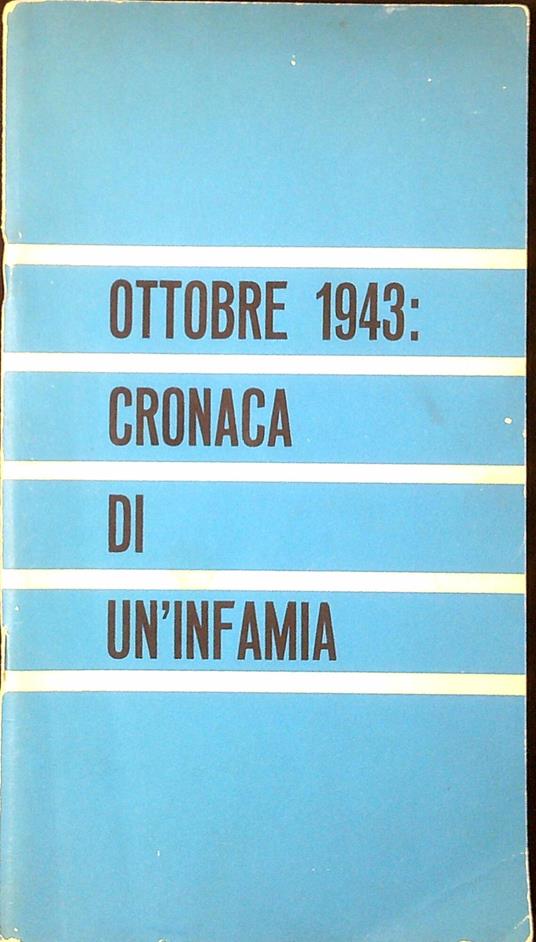 OTTOBRE 1943:
CRONACA
DI
UN'INFAMIA